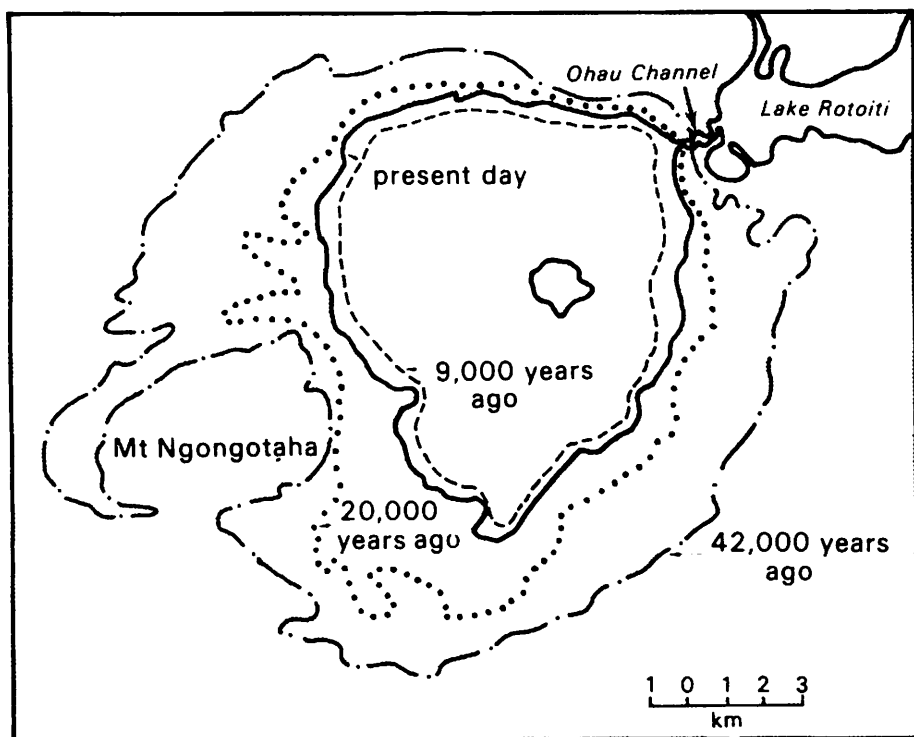 Ohau Channel
Lake Rotoiti
present day
9,000 years
ago
Mt Ngongotaha
20,000
years ago
42,000 years
ago
1 0 1 2 3
km